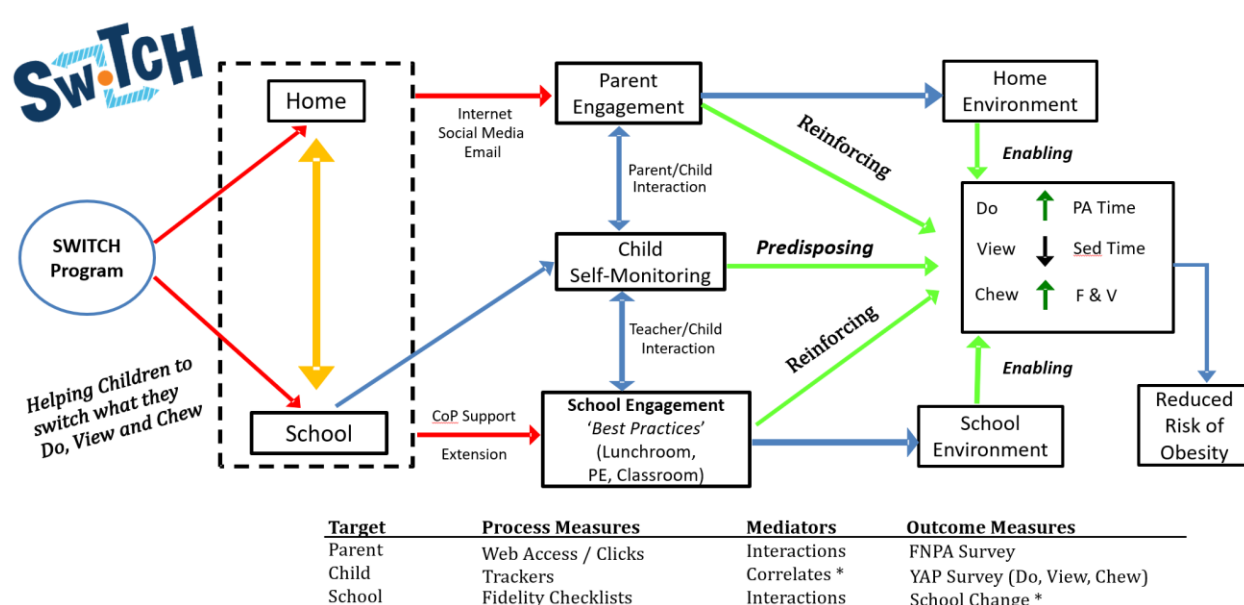 SWiTCH
SWITCH
Program
Helping Children to
switch what they
Do, View and Chew
Home
School
Internet
Social Media
Email
CoP Support
Extension
Parent
Engagement
Parent/Child
Interaction
Child
Self-Monitoring
Teacher/Child
Interaction
School Engagement
‘Best Practices’
(Lunchroom,
PE, Classroom)
Reinforcing
Predisposing
Reinforcing
Home
Environment
Enabling
Do PA Time
View Sed Time
Chew F & V
Enabling
School
Environment
Reduced
Risk of
Obesity
Target Process Measures Mediators Outcome Measures
Parent Web Access / Clicks Interactions FNPA Survey
Child Trackers Correlates * YAP Survey (Do, View, Chew)
School Fidelity Checklists Interactions School Change *